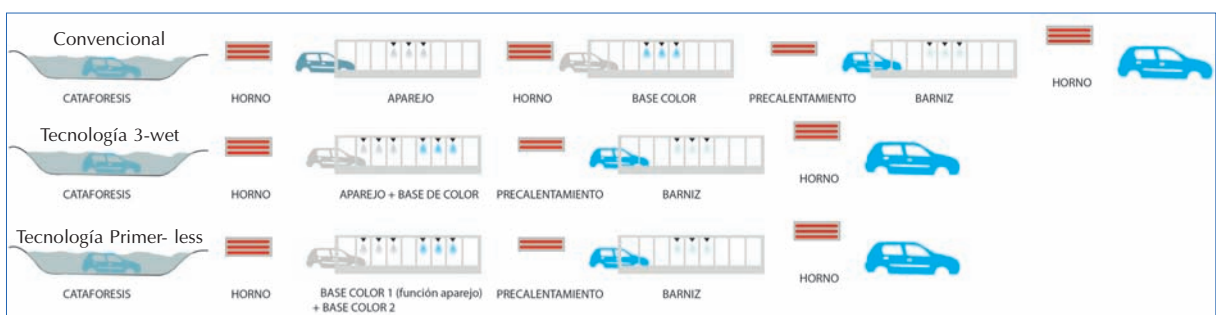 Convencional
CATAFORESIS
HORNO
APAREJO
HORNO
BASE COLOR
PRECALENTAMIENTO
BARNIZ
HORNO
Tecnología 3-wet
CATAFORESIS
HORNO
APAREJO + BASE DE COLOR
PRECALENTAMIENTO
BARNIZ
HORNO
Tecnología Primer- less
CATAFORESIS
HORNO
BASE COLOR 1 (función aparejo)
+ BASE COLOR 2
PRECALENTAMIENTO
BARNIZ
HORNO